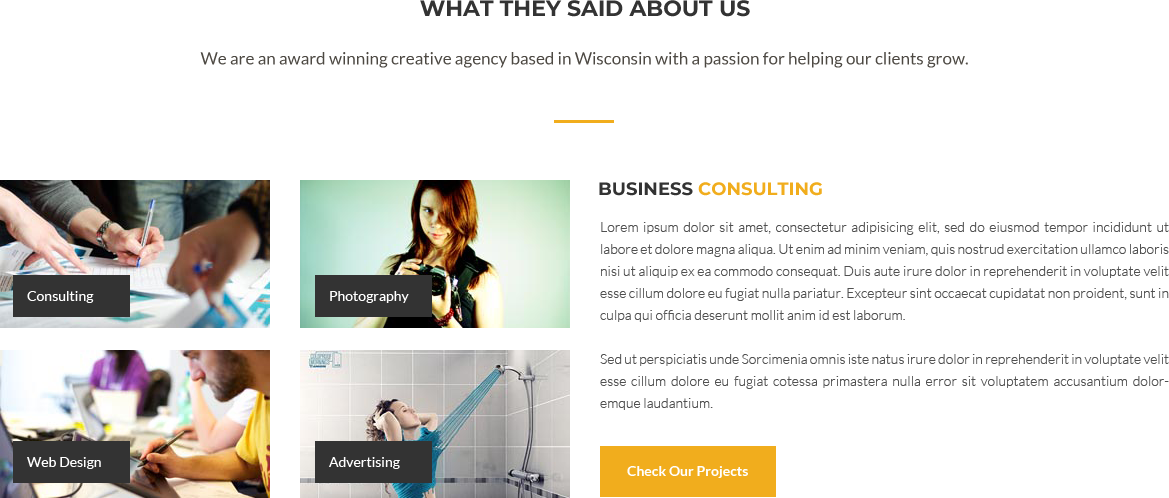 WHAT THEY SAID ABOUT US
We are an award winning creative agency based in Wisconsin with a passion for helping our clients grow.
Consulting
Photography
Web Design
Advertising
BUSINESS CONSULTING
Lorem ipsum dolor sit amet, consectetur adipisicing elit, sed do eiusmod tempor incididunt ut
labore et dolore magna aliqua. Ut enim ad minim veniam, quis nostrud exercitation ullamco laboris
nisi ut aliquip ex ea commodo consequat. Duis aute irure dolor in reprehenderit in voluptate velit
esse cillum dolore eu fugiat nulla pariatur. Excepteur sint occaecat cupidatat non proident, sunt in
culpa qui officia deserunt mollit anim id est laborum.
Sed ut perspiciatis unde Sorcimenia omnis iste natus irure dolor in reprehenderit in voluptate velit
esse cillum dolore eu fugiat cotessa primastera nulla error sit voluptatem accusantium dolor-
emque laudantium.
Check Our Projects